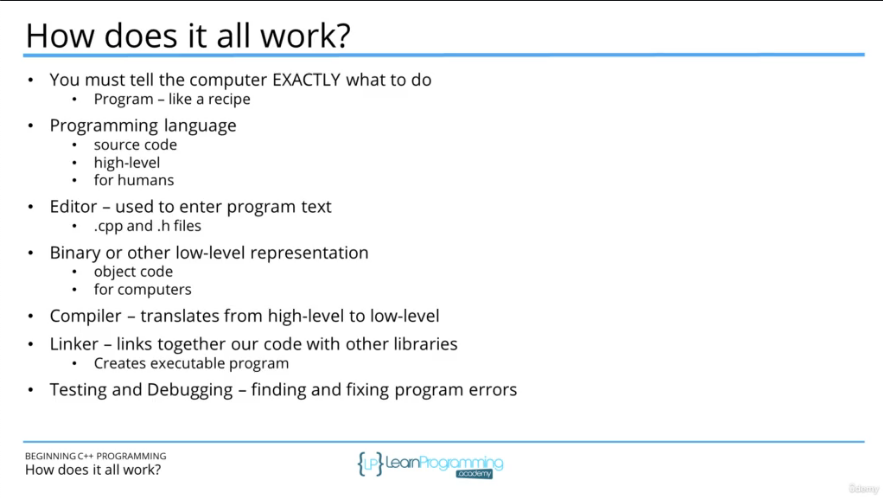 How does it all work?
• You must tell the computer EXACTLY what to do
• Program – like a recipe
• Programming language
• source code
• high-level
• for humans
• Editor – used to enter program text
• .cpp and .h files
• Binary or other low-level representation
• object code
• for computers
• Compiler – translates from high-level to low-level
• Linker – links together our code with other libraries
• Creates executable program
• Testing and Debugging – finding and fixing program errors
BEGINNING C++ PROGRAMMING
How does it all work?
{LP} LearnProgramming
academy
Udemy